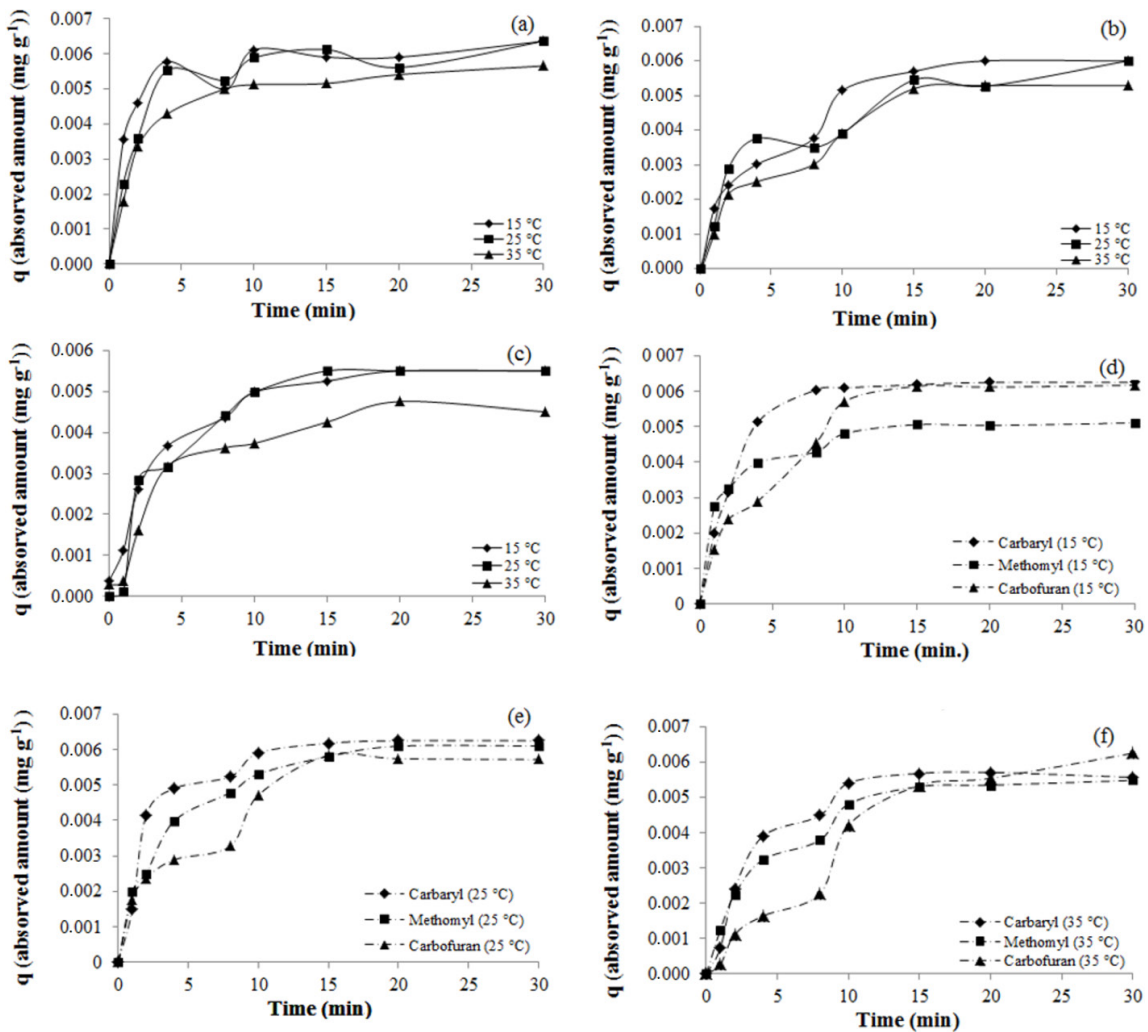 (a)
q (absorved amount (mg g-1))
0.007
0.006
0.005
0.004
0.003
0.002
0.001
0.000
15 °C
25 °C
35 °C
0 5 10 15 20 25 30
Time (min)
(b)
q (absorved amount (mg g-1))
0.007
0.006
0.005
0.004
0.003
0.002
0.001
0.000
15 °C
25 °C
35 °C
0 5 10 15 20 25 30
Time (min)
(c)
q (absorved amount (mg g-1))
0.006
0.005
0.004
0.003
0.002
0.001
0.000
15 °C
25 °C
35 °C
0 5 10 15 20 25 30
Time (min)
(d)
q (absorved amount (mg g-1))
0.007
0.006
0.005
0.004
0.003
0.002
0.001
0
Carbaryl (15 °C)
Methomyl (15 °C)
Carbofuran (15 °C)
0 5 10 15 20 25 30
Time (min.)
(e)
q (absorved amount (mg g-1))
0.007
0.006
0.005
0.004
0.003
0.002
0.001
0
Carbaryl (25 °C)
Methomyl (25 °C)
Carbofuran (25 °C)
0 5 10 15 20 25 30
Time (min)
(f)
q (absorved amount (mg g-1))
0.007
0.006
0.005
0.004
0.003
0.002
0.001
0.000
Carbaryl (35 °C)
Methomyl (35 °C)
Carbofuran (35 °C)
0 5 10 15 20 25 30
Time (min)